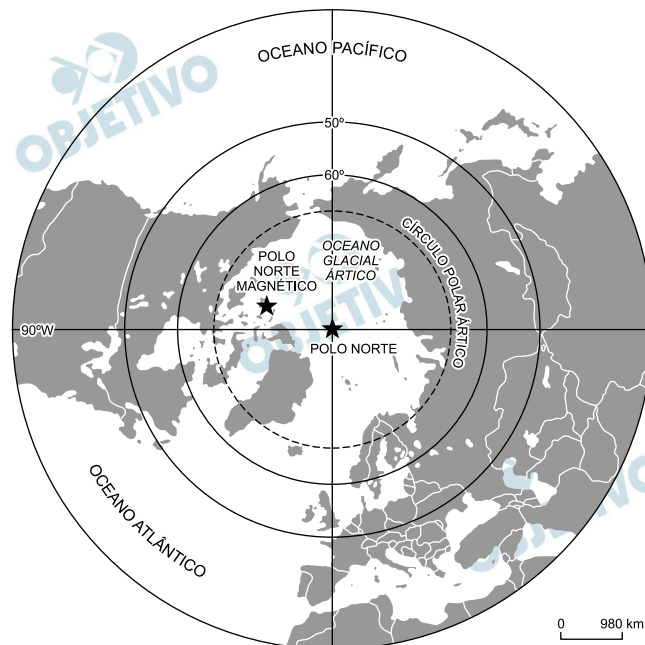 OBJETIVO
OCEANO PACÍFICO
50º
60º
CÍRCULO POLAR ÁRTICO
OCEANO
GLACIAL
ÁRTICO
POLO
NORTE
MAGNÉTICO
OBJETIVO
90ºW
POLO NORTE
OCEANO ATLÂNTICO
OBJETIVO
0 980 km